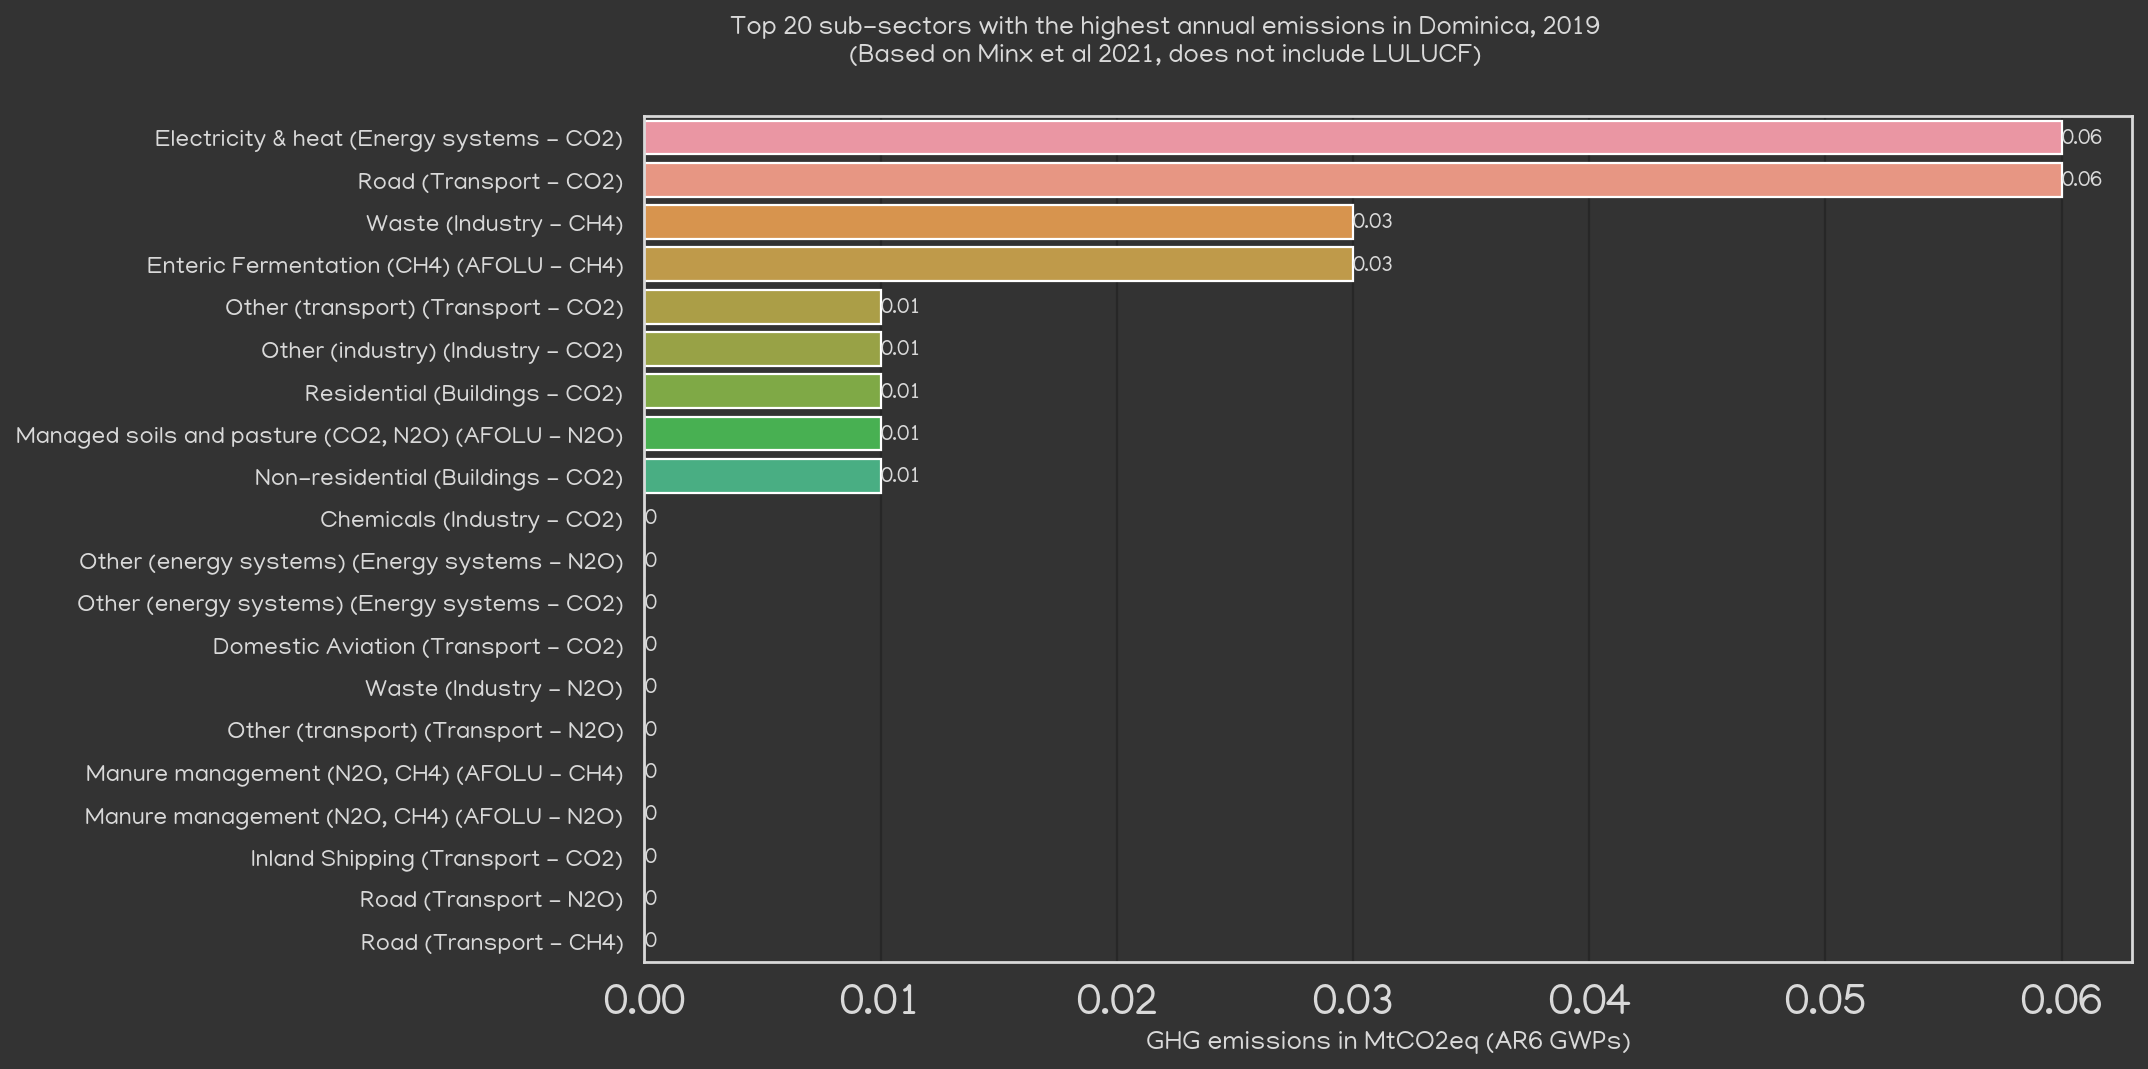 Top 20 sub-sectors with the highest annual emissions in Dominica, 2019
(Based on Minx et al 2021, does not include LULUCF)
Electricity & heat (Energy systems - CO2) 0.06
Road (Transport - CO2) 0.06
Waste (Industry - CH4) 0.03
Enteric Fermentation (CH4) (AFOLU - CH4) 0.03
Other (transport) (Transport - CO2) 0.01
Other (industry) (Industry - CO2) 0.01
Residential (Buildings - CO2) 0.01
Managed soils and pasture (CO2, N2O) (AFOLU - N2O) 0.01
Non-residential (Buildings - CO2) 0.01
Chemicals (Industry - CO2) 0
Other (energy systems) (Energy systems - N2O) 0
Other (energy systems) (Energy systems - CO2) 0
Domestic Aviation (Transport - CO2) 0
Waste (Industry - N2O) 0
Other (transport) (Transport - N2O) 0
Manure management (N2O, CH4) (AFOLU - CH4) 0
Manure management (N2O, CH4) (AFOLU - N2O) 0
Inland Shipping (Transport - CO2) 0
Road (Transport - N2O) 0
Road (Transport - CH4) 0
0.00 0.01 0.02 0.03 0.04 0.05 0.06
GHG emissions in MtCO2eq (AR6 GWPs)